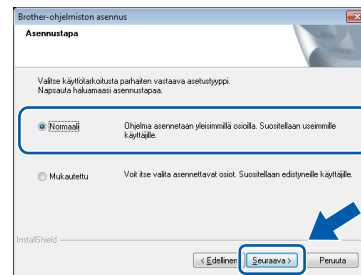 Brother-ohjelmiston asennus
Asennustapa
Valitse käyttötarkoitusta parhaiten vastaava asetustyyppi.
Napsauta haluamaasi asennustapaa.
Normaali
Ohjelma asennetaan yleisimmillä osioilla. Suositellaan useimmille
käyttäjille.
Mukautettu
Voit itse valita asennettavat osiot. Suositellaan edistyneille käyttäjille.
InstallShield
< Edellinen
Seuraava >
Peruuta